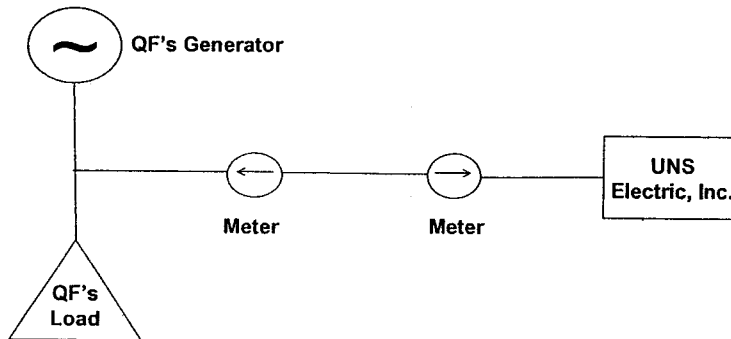 QF's Generator
UNS
Electric, Inc.
Meter
Meter
QF's
Load